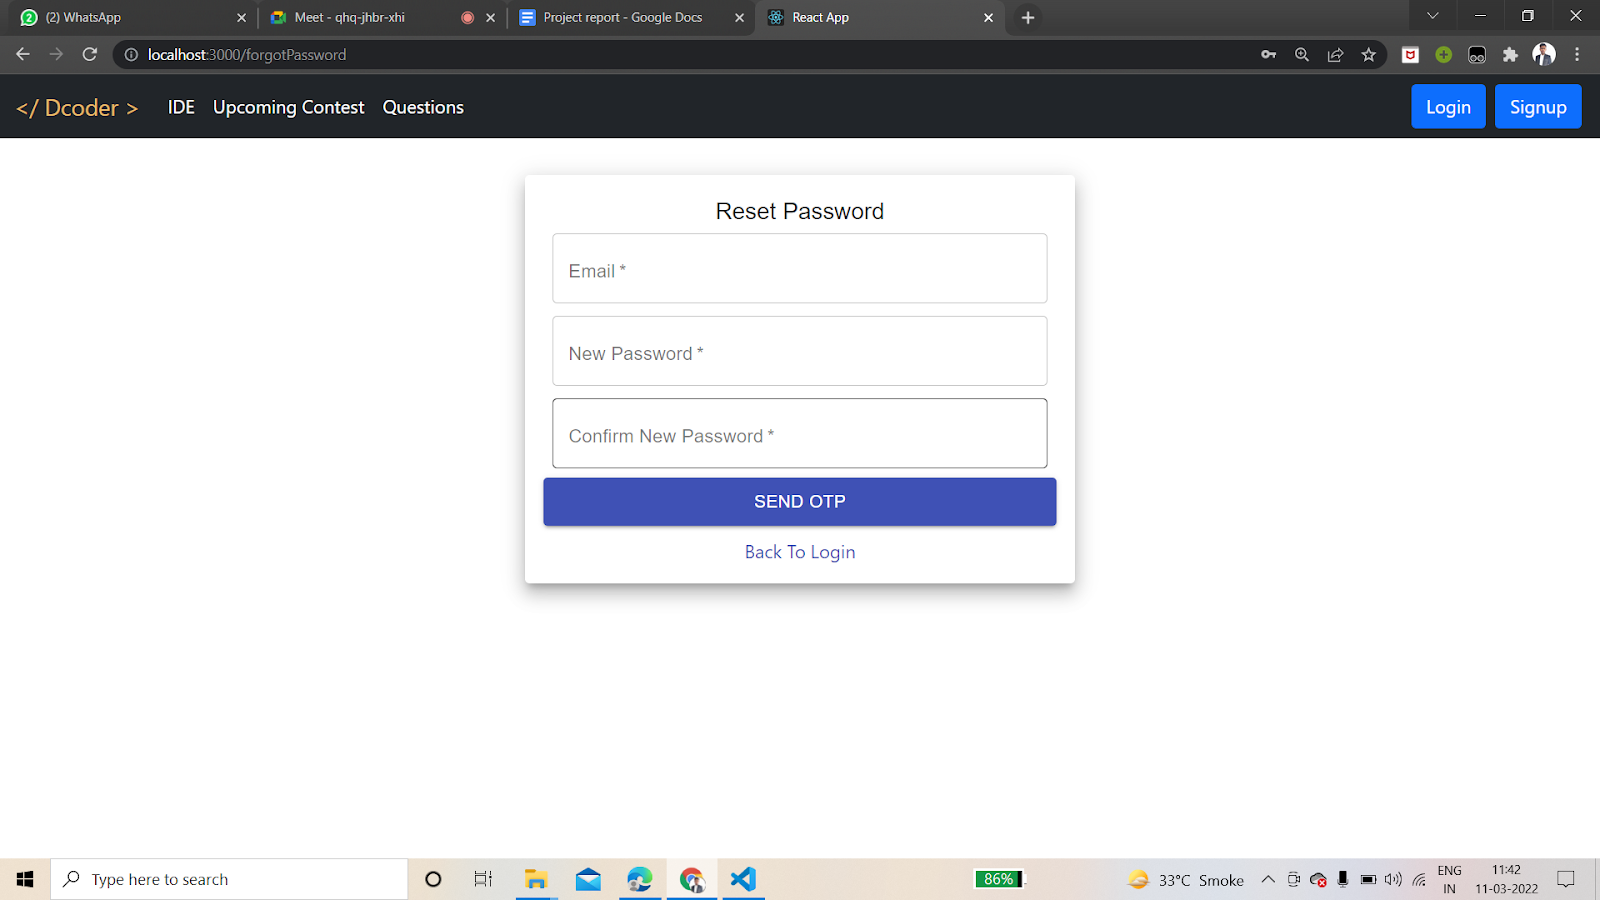 (2) WhatsApp
Meet - qhq-jhbr-xhi
Project report - Google Docs
React App
localhost:3000/forgotPassword
</ Dcoder >
IDE
Upcoming Contest
Questions
Login
Signup
Reset Password
Email *
New Password *
Confirm New Password *
SEND OTP
Back To Login
Type here to search
86%
33°C Smoke
ENG
IN
11:42
11-03-2022